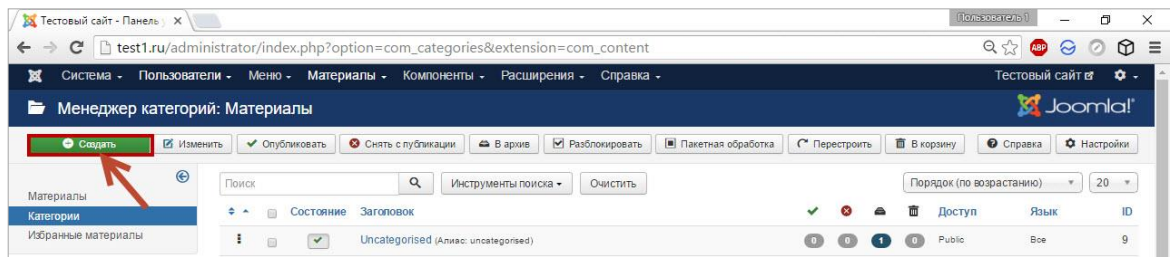 Тестовый сайт - Панель у
Пользователь 1
test1.ru/administrator/index.php?option=com_categories&extension=com_content
ABP
Система Пользователи Меню Материалы Компоненты Расширения Справка Тестовый сайт
Менеджер категорий: Материалы Joomla!
Создать Изменить Опубликовать Снять с публикации В архив Разблокировать Пакетная обработка Перестроить В корзину Справка Настройки
Поиск Инструменты поиска Очистить Порядок (по возрастанию) 20
Материалы
Категории
Избранные материалы
Состояние Заголовок Доступ Язык ID
Uncategorised (Алиас: uncategorised) 0 0 1 0 Public Все 9